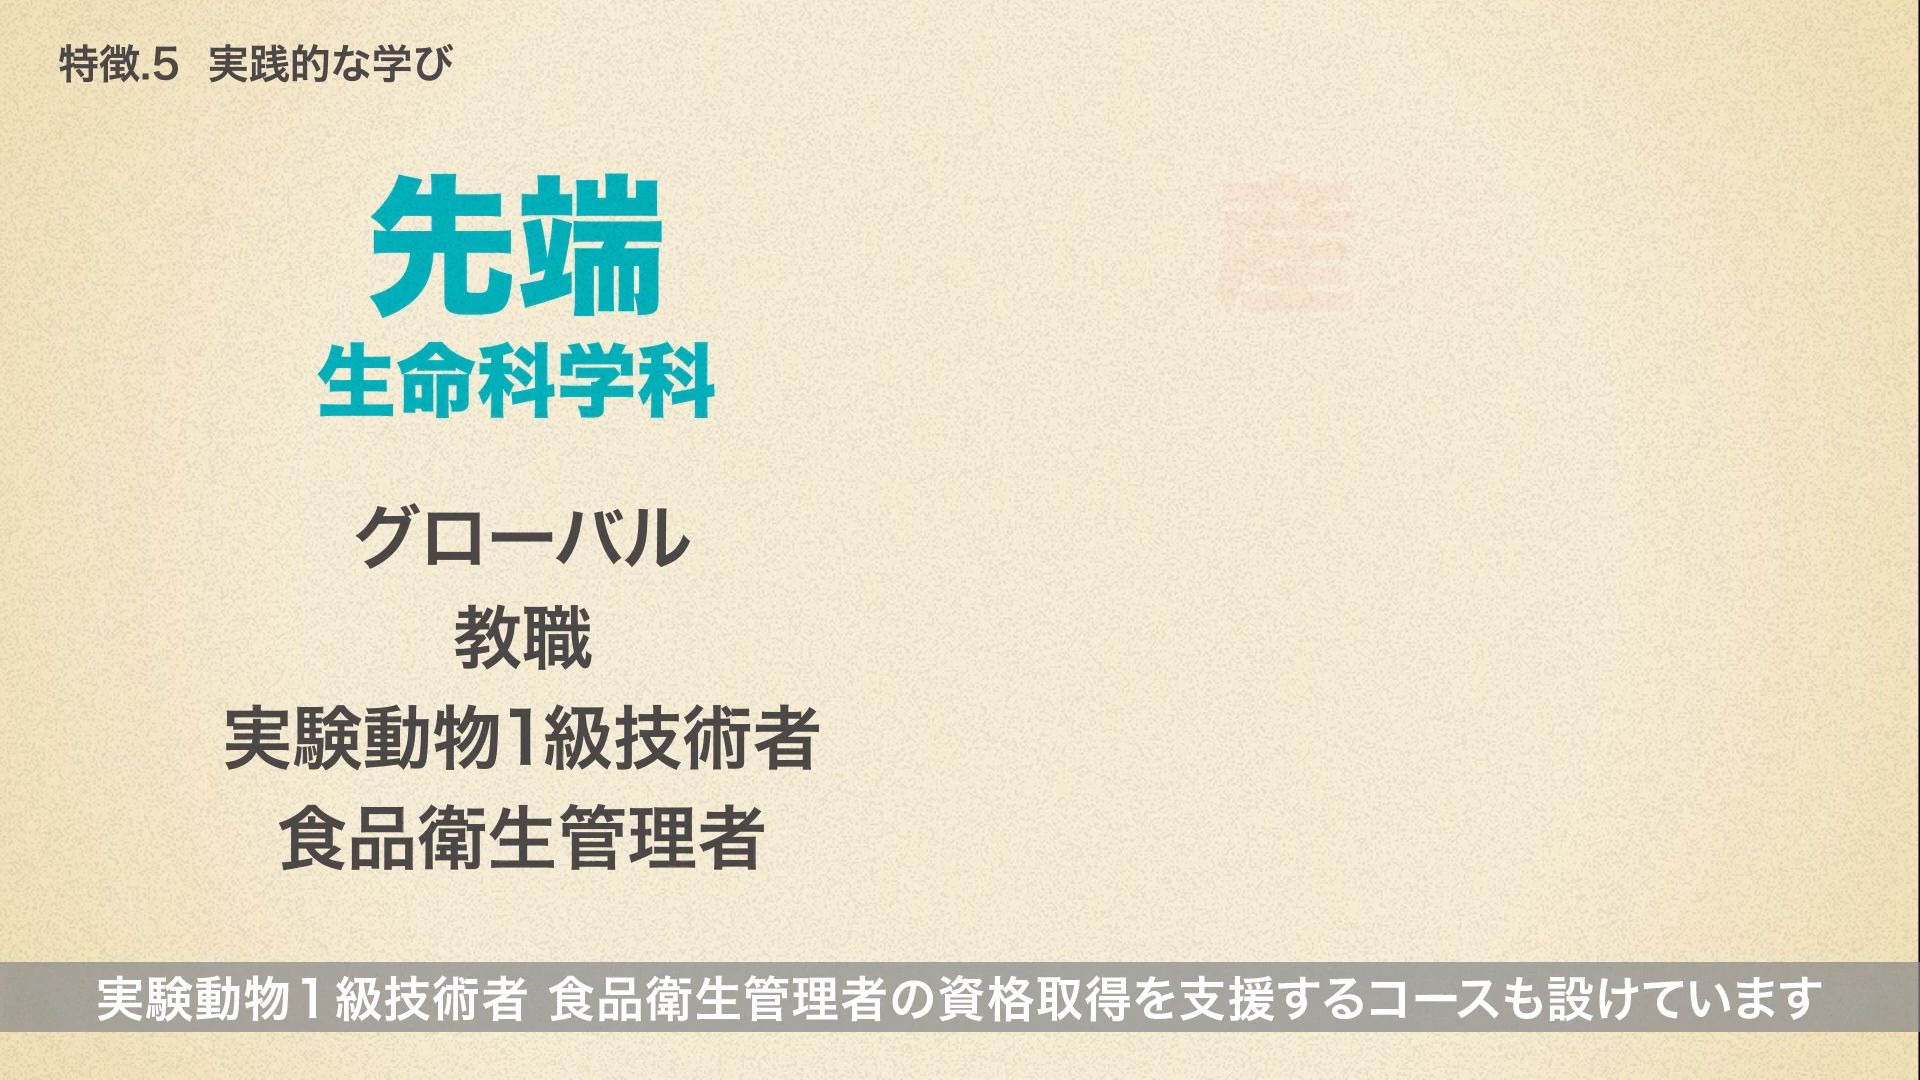 特徴.5 実践的な学び
先端
産
生命科学科
グローバル
教職
実験動物1級技術者
食品衛生管理者
実験動物１級技術者 食品衛生管理者の資格取得を支援するコースも設けています